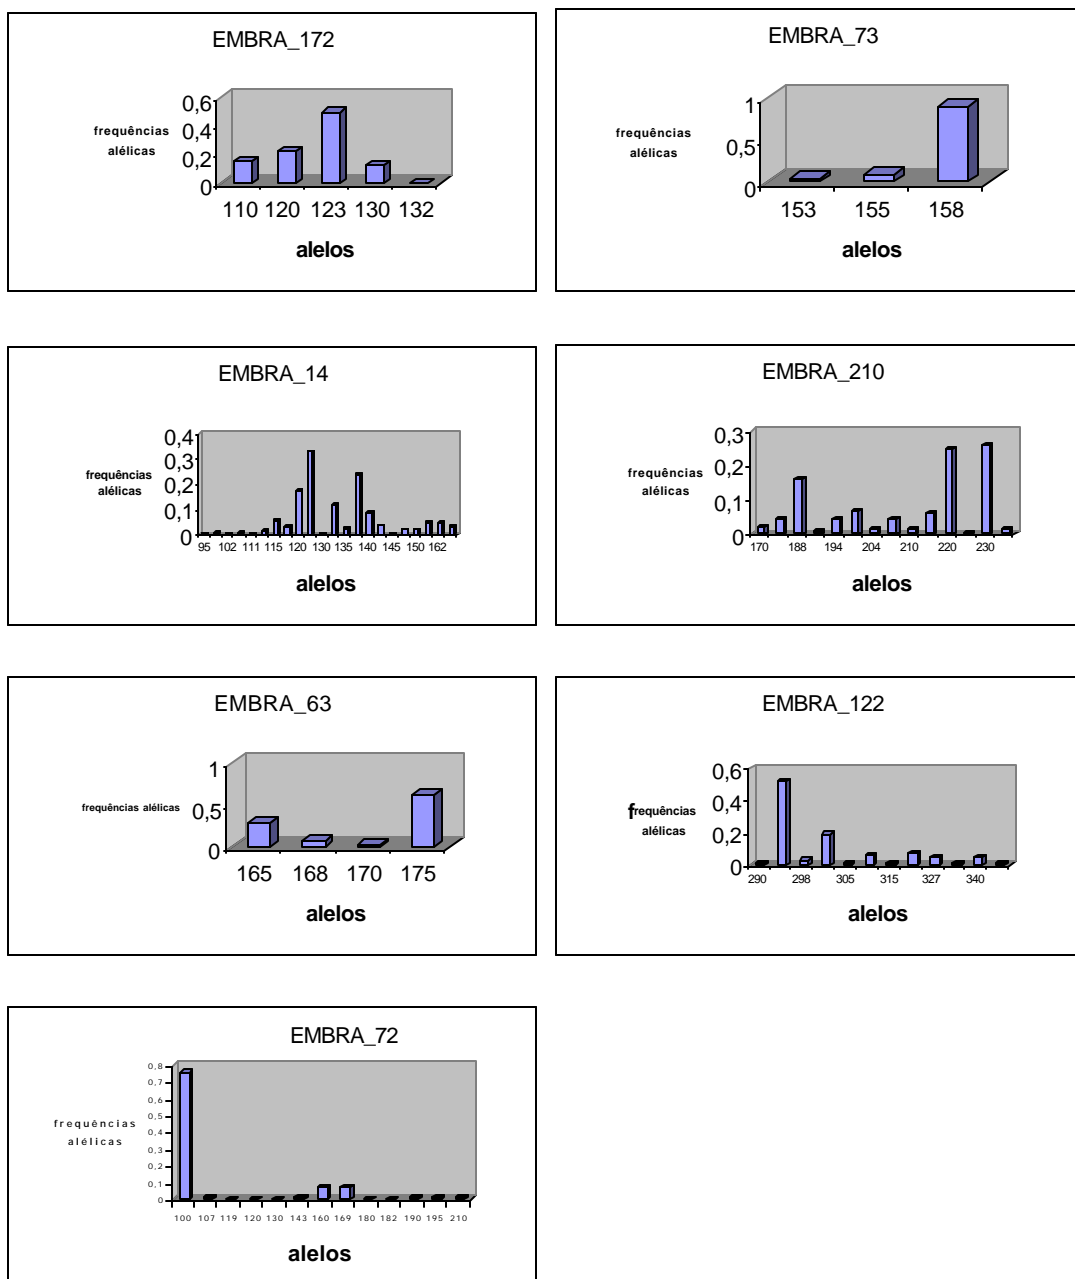 EMBRA_172
0,6
0,4
0,2
0
frequências
alélicas
110 120 123 130 132
alelos
EMBRA_73
1
0,5
0
frequências
alélicas
153 155 158
alelos
EMBRA_14
0,4
0,3
0,2
0,1
0
frequências
alélicas
95 102 111 115 120 130 135 140 145 150 162
alelos
EMBRA_210
0,3
0,2
0,1
0
frequências
alélicas
170 188 194 204 210 220 230
alelos
EMBRA_63
1
0,5
0
frequências alélicas
165 168 170 175
alelos
EMBRA_122
0,6
0,4
0,2
0
frequências
alélicas
290 298 305 315 327 340
alelos
EMBRA_72
0,8
0,7
0,6
0,5
0,4
0,3
0,2
0,1
0
frequências
alélicas
100 107 119 120 130 143 160 169 180 182 190 195 210
alelos